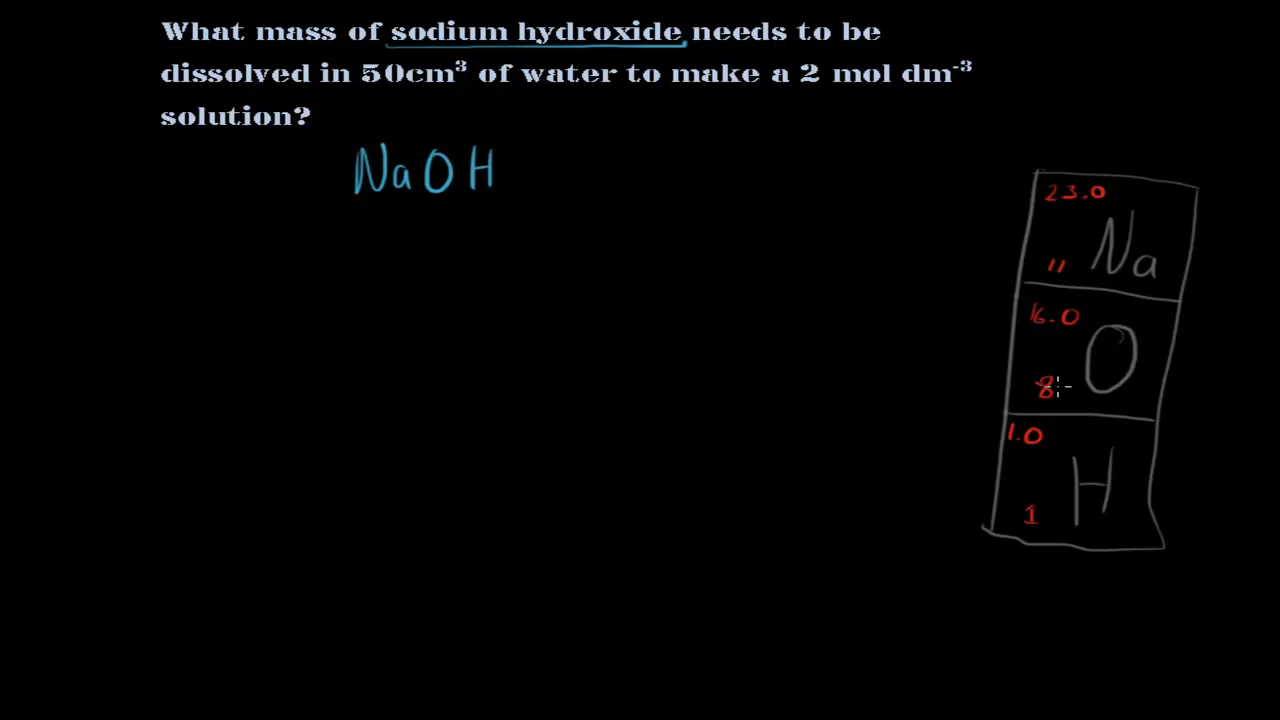 What mass of sodium hydroxide needs to be
dissolved in 50cm³ of water to make a 2 mol dm⁻³
solution?
NaOH
23.0
11 Na
16.0
8 O
1.0
1 H